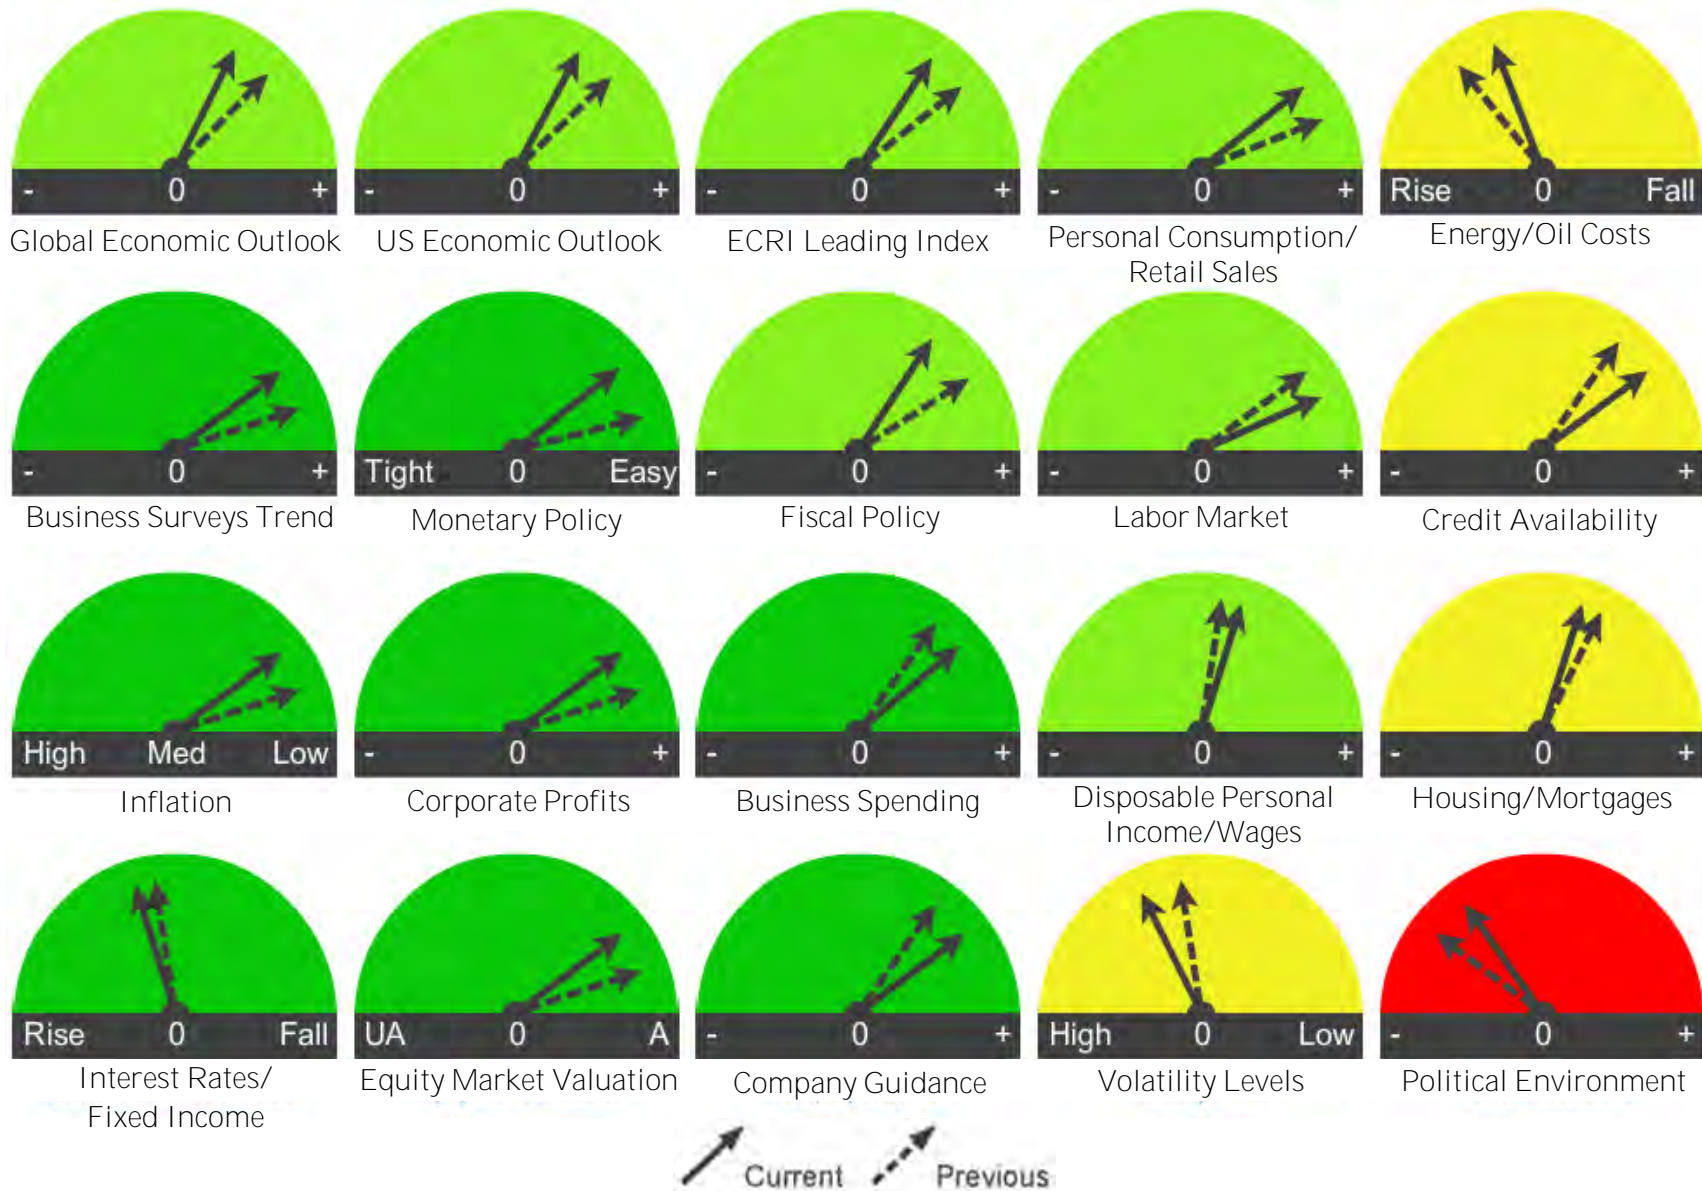 - 0 +
Global Economic Outlook
- 0 +
US Economic Outlook
- 0 +
ECRI Leading Index
- 0 +
Personal Consumption/
Retail Sales
Rise 0 Fall
Energy/Oil Costs
- 0 +
Business Surveys Trend
Tight 0 Easy
Monetary Policy
- 0 +
Fiscal Policy
- 0 +
Labor Market
- 0 +
Credit Availability
High Med Low
Inflation
- 0 +
Corporate Profits
- 0 +
Business Spending
- 0 +
Disposable Personal
Income/Wages
- 0 +
Housing/Mortgages
Rise 0 Fall
Interest Rates/
Fixed Income
UA 0 A
Equity Market Valuation
- 0 +
Company Guidance
High 0 Low
Volatility Levels
- 0 +
Political Environment
Current Previous